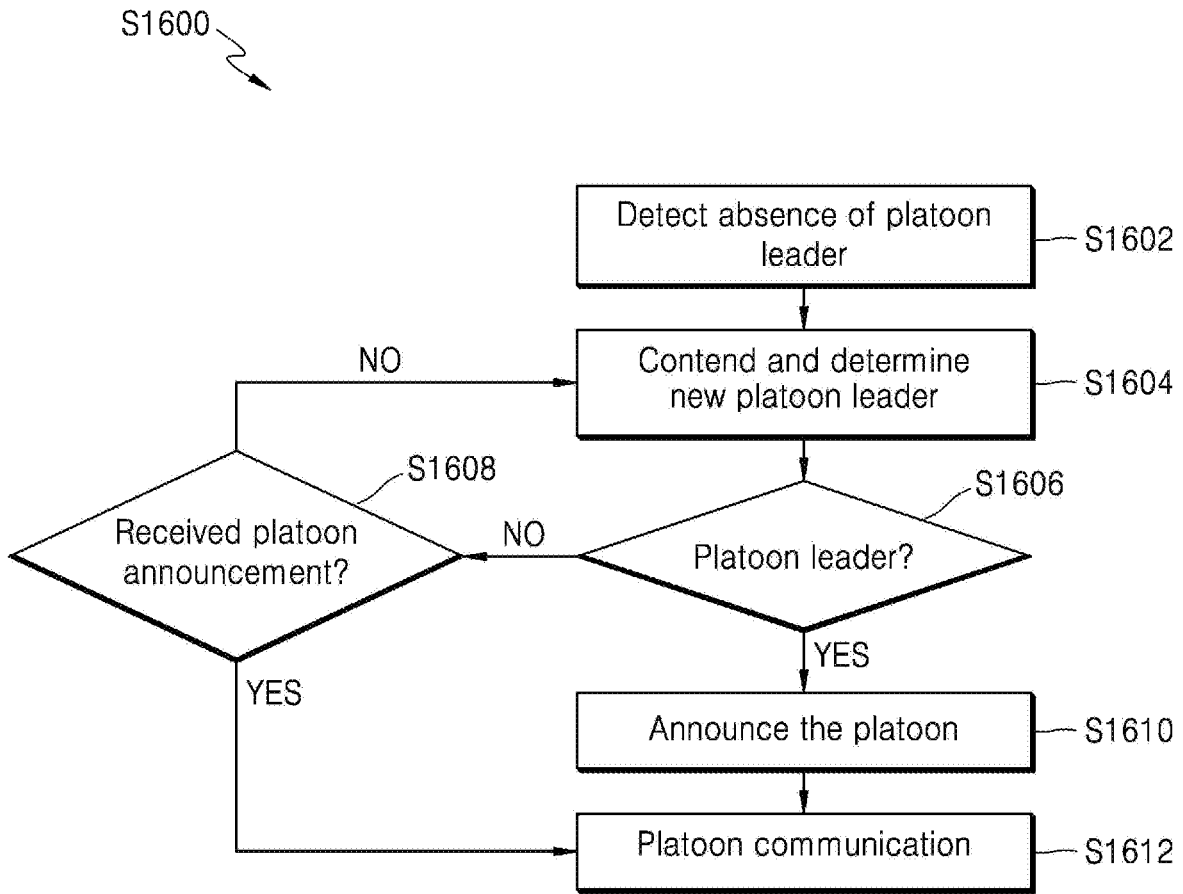 S1600
Detect absence of platoon
leader
S1602
NO
Contend and determine
new platoon leader
S1604
S1608
S1606
Received platoon
announcement?
NO
Platoon leader?
YES
YES
Announce the platoon
S1610
Platoon communication
S1612